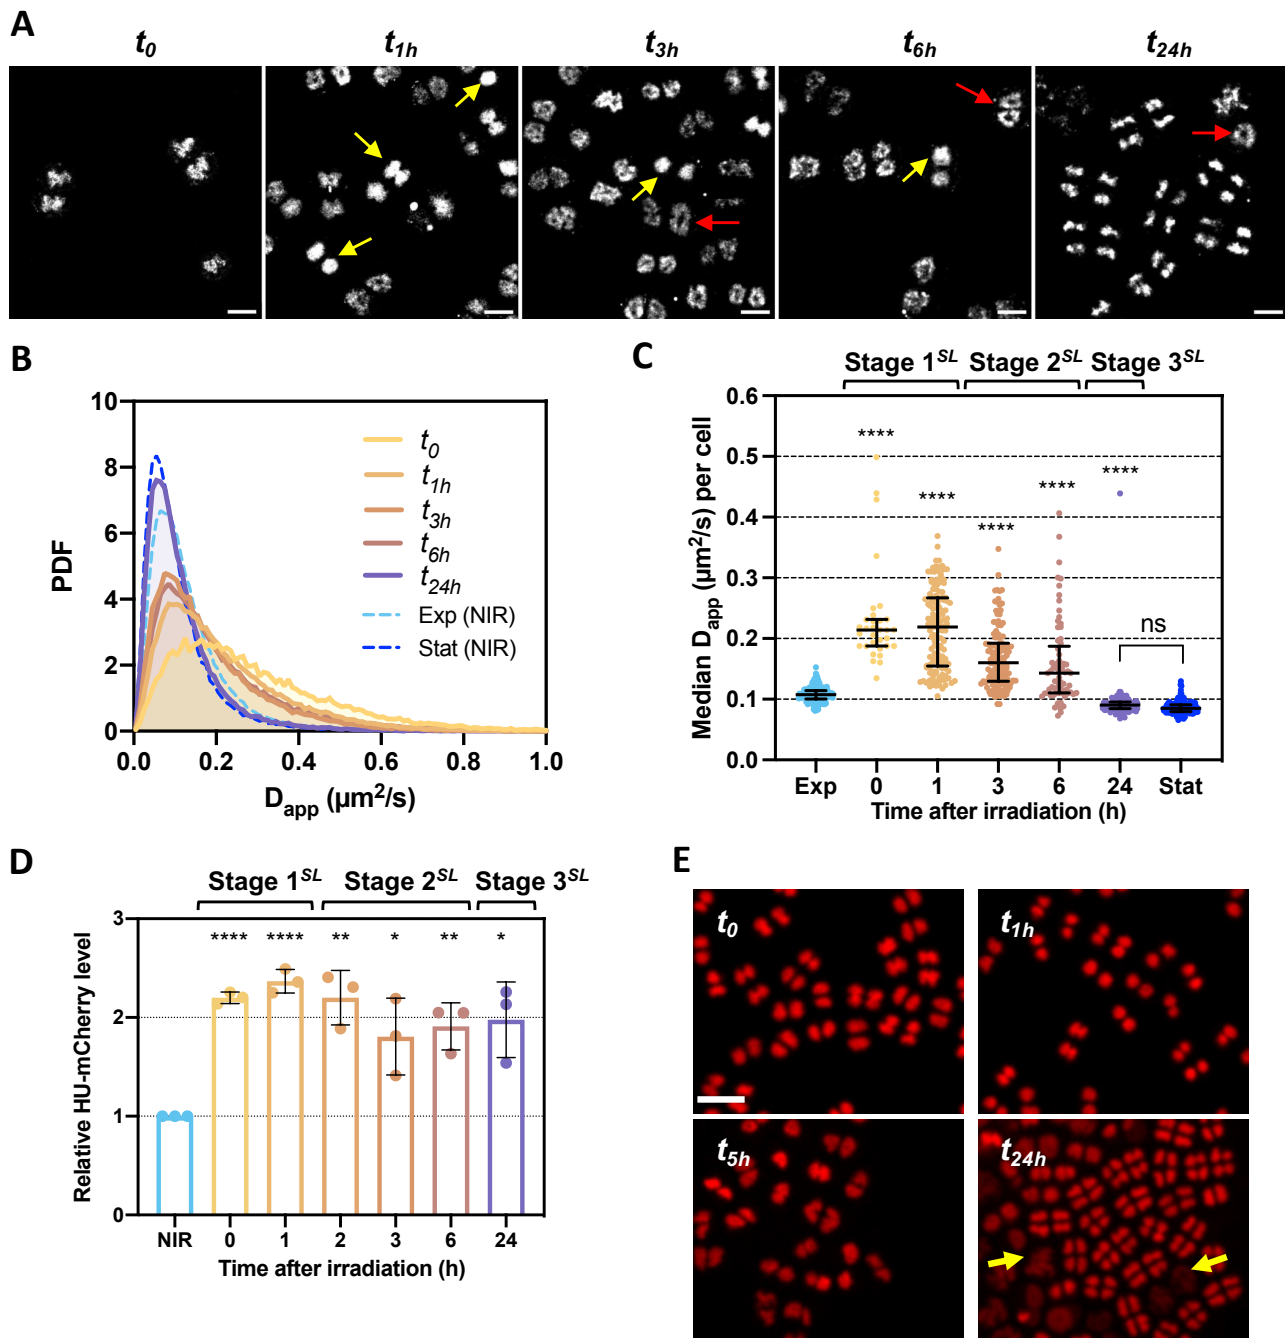 A
t0 t1h t3h t6h t24h
B
10
8
6
4
2
0
PDF
0.0 0.2 0.4 0.6 0.8 1.0
Dapp (µm²/s)
t0
t1h
t3h
t6h
t24h
Exp (NIR)
Stat (NIR)
C
Stage 1SL Stage 2SL Stage 3SL
0.6
0.5
0.4
0.3
0.2
0.1
0.0
Median Dapp (µm²/s) per cell
**** **** **** **** ****
ns
Exp 0 1 3 6 24 Stat
Time after irradiation (h)
D
Stage 1SL Stage 2SL Stage 3SL
3
2
1
0
Relative HU-mCherry level
**** **** ** * ** *
NIR 0 1 2 3 6 24
Time after irradiation (h)
E
t0 t1h
t5h t24h